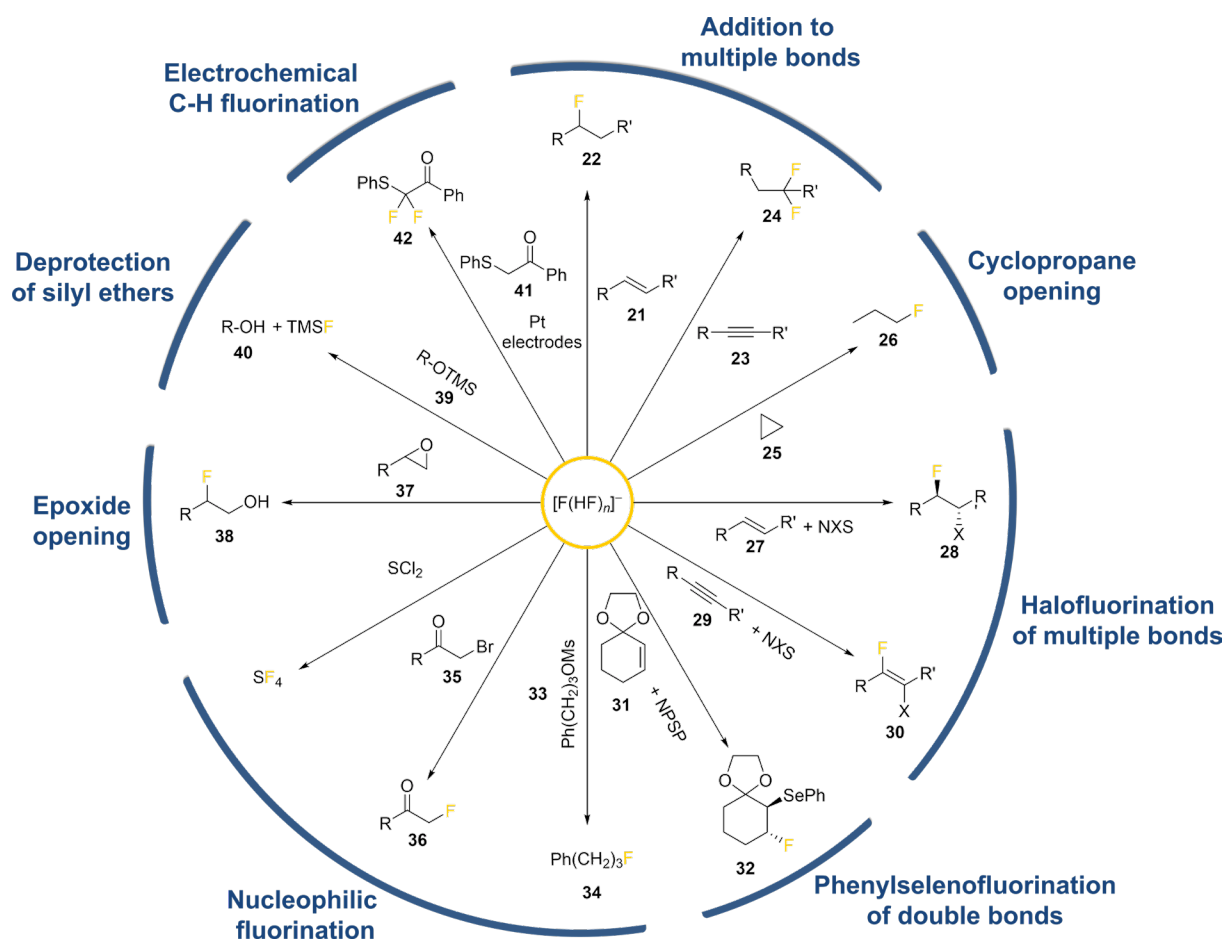 Addition to
multiple bonds
Electrochemical
C-H fluorination
F
R
R'
22
R
F
R'
F
24
O
PhS
Ph
F F
42
O
PhS
Ph
41
Pt
electrodes
R
R'
21
R
R'
23
Cyclopropane
opening
F
26
25
Deprotection
of silyl ethers
R-OH + TMSF
40
R-OTMS
39
Epoxide
opening
F
OH
R
38
O
R
37
[F(HF)n]⁻
R
R' + NXS
27
F
R
R
'
X
28
Halofluorination
of multiple bonds
R
R'
29
+ NXS
F
R
R'
X
30
SCl2
SF4
O
Br
R
35
O
R
F
36
Nucleophilic
fluorination
33
Ph(CH2)3OMs
Ph(CH2)3F
34
O
O
31
+ NPSP
O
O
SePh
F
32
Phenylselenofluorination
of double bonds